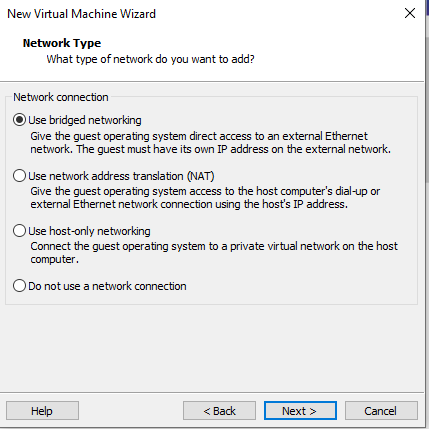 New Virtual Machine Wizard
Network Type
What type of network do you want to add?
Network connection
Use bridged networking
Give the guest operating system direct access to an external Ethernet
network. The guest must have its own IP address on the external network.
Use network address translation (NAT)
Give the guest operating system access to the host computer's dial-up or
external Ethernet network connection using the host's IP address.
Use host-only networking
Connect the guest operating system to a private virtual network on the host
computer.
Do not use a network connection
Help
< Back
Next >
Cancel